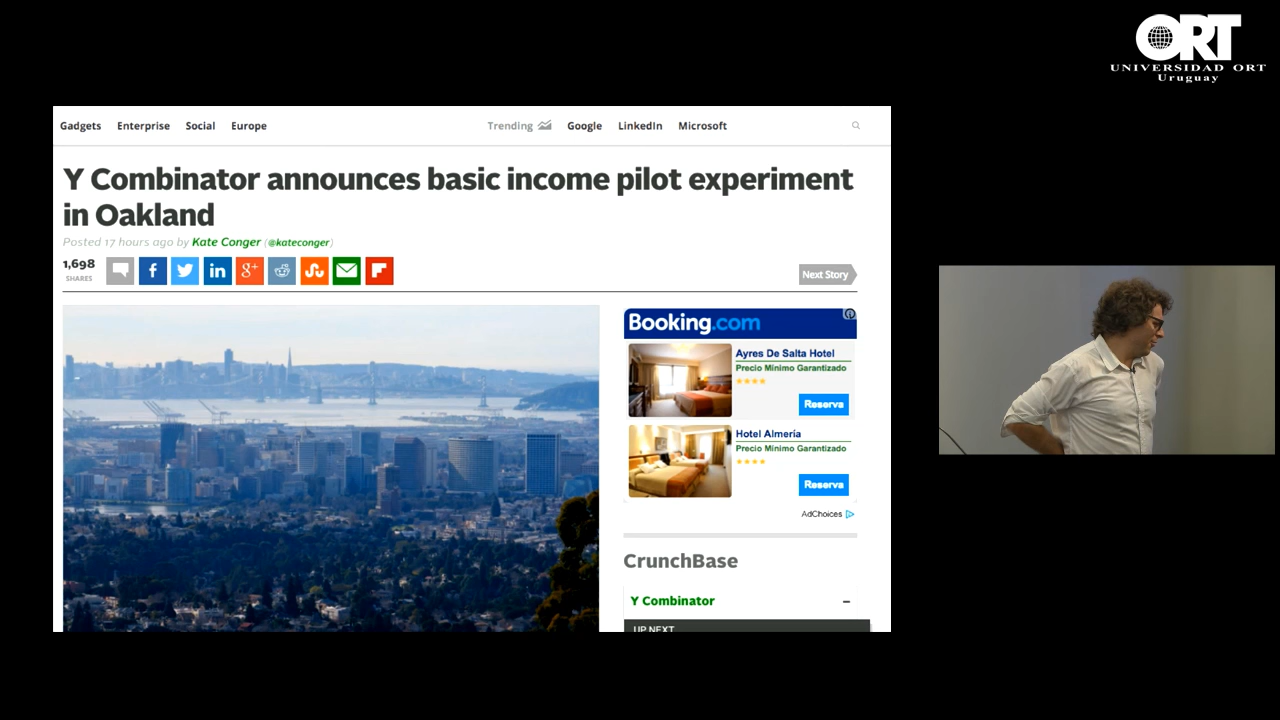 ORT
UNIVERSIDAD ORT
Uruguay
Gadgets Enterprise Social Europe Trending Google LinkedIn Microsoft
Y Combinator announces basic income pilot experiment
in Oakland
Posted 17 hours ago by Kate Conger (@kateconger)
1,698
SHARES
f in g+
Next Story
Booking.com
Ayres De Salta Hotel
Precio Mínimo Garantizado
Reserva
Hotel Almería
Precio Mínimo Garantizado
Reserva
AdChoices
CrunchBase
Y Combinator
UP NEXT